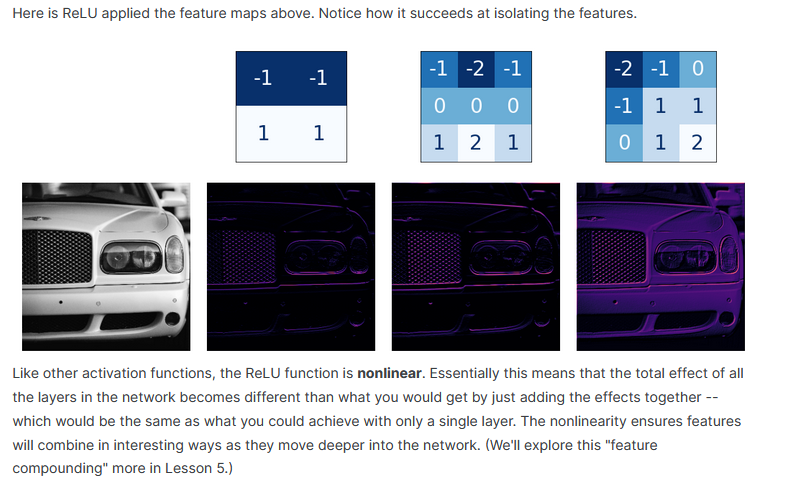 Here is ReLU applied the feature maps above. Notice how it succeeds at isolating the features.
-1 -1
1 1
-1 -2 -1
0 0 0
1 2 1
-2 -1 0
-1 1 1
0 1 2
Like other activation functions, the ReLU function is nonlinear. Essentially this means that the total effect of all
the layers in the network becomes different than what you would get by just adding the effects together --
which would be the same as what you could achieve with only a single layer. The nonlinearity ensures features
will combine in interesting ways as they move deeper into the network. (We'll explore this "feature
compounding" more in Lesson 5.)